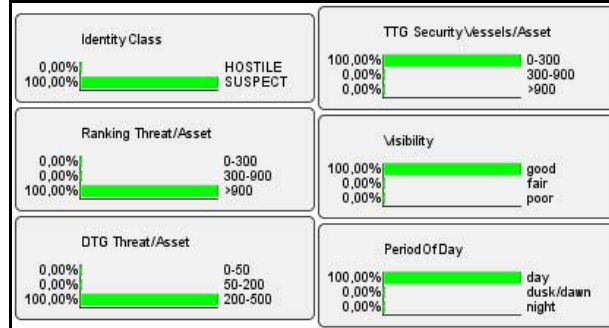 Identity Class
0,00% HOSTILE
100,00% SUSPECT
Ranking Threat/Asset
0,00% 0-300
0,00% 300-900
100,00% >900
DTG Threat/Asset
0,00% 0-50
0,00% 50-200
100,00% 200-500
TTG Security Vessels/Asset
100,00% 0-300
0,00% 300-900
0,00% >900
Visibility
100,00% good
0,00% fair
0,00% poor
PeriodOfDay
100,00% day
0,00% dusk/dawn
0,00% night